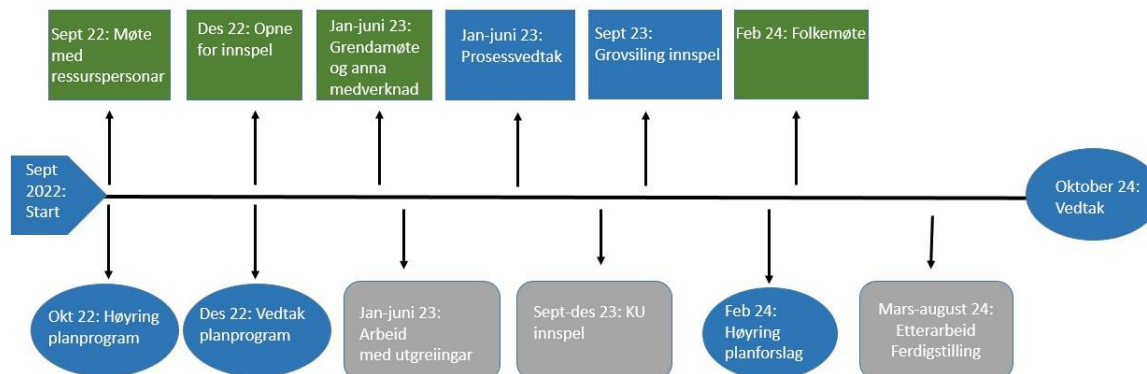 Sept 22: Møte
med
ressurspersonar
Des 22: Opne
for innspel
Jan-juni 23:
Grendamøte
og anna
medverknad
Jan-juni 23:
Prosessvedtak
Sept 23:
Grovsiling innspel
Feb 24: Folkemøte
Sept
2022:
Start
Oktober 24:
Vedtak
Okt 22: Høyring
planprogram
Des 22: Vedtak
planprogram
Jan-juni 23:
Arbeid
med utgreiingar
Sept-des 23: KU
innspel
Feb 24:
Høyring
planforslag
Mars-august 24:
Etterarbeid
Ferdigstilling